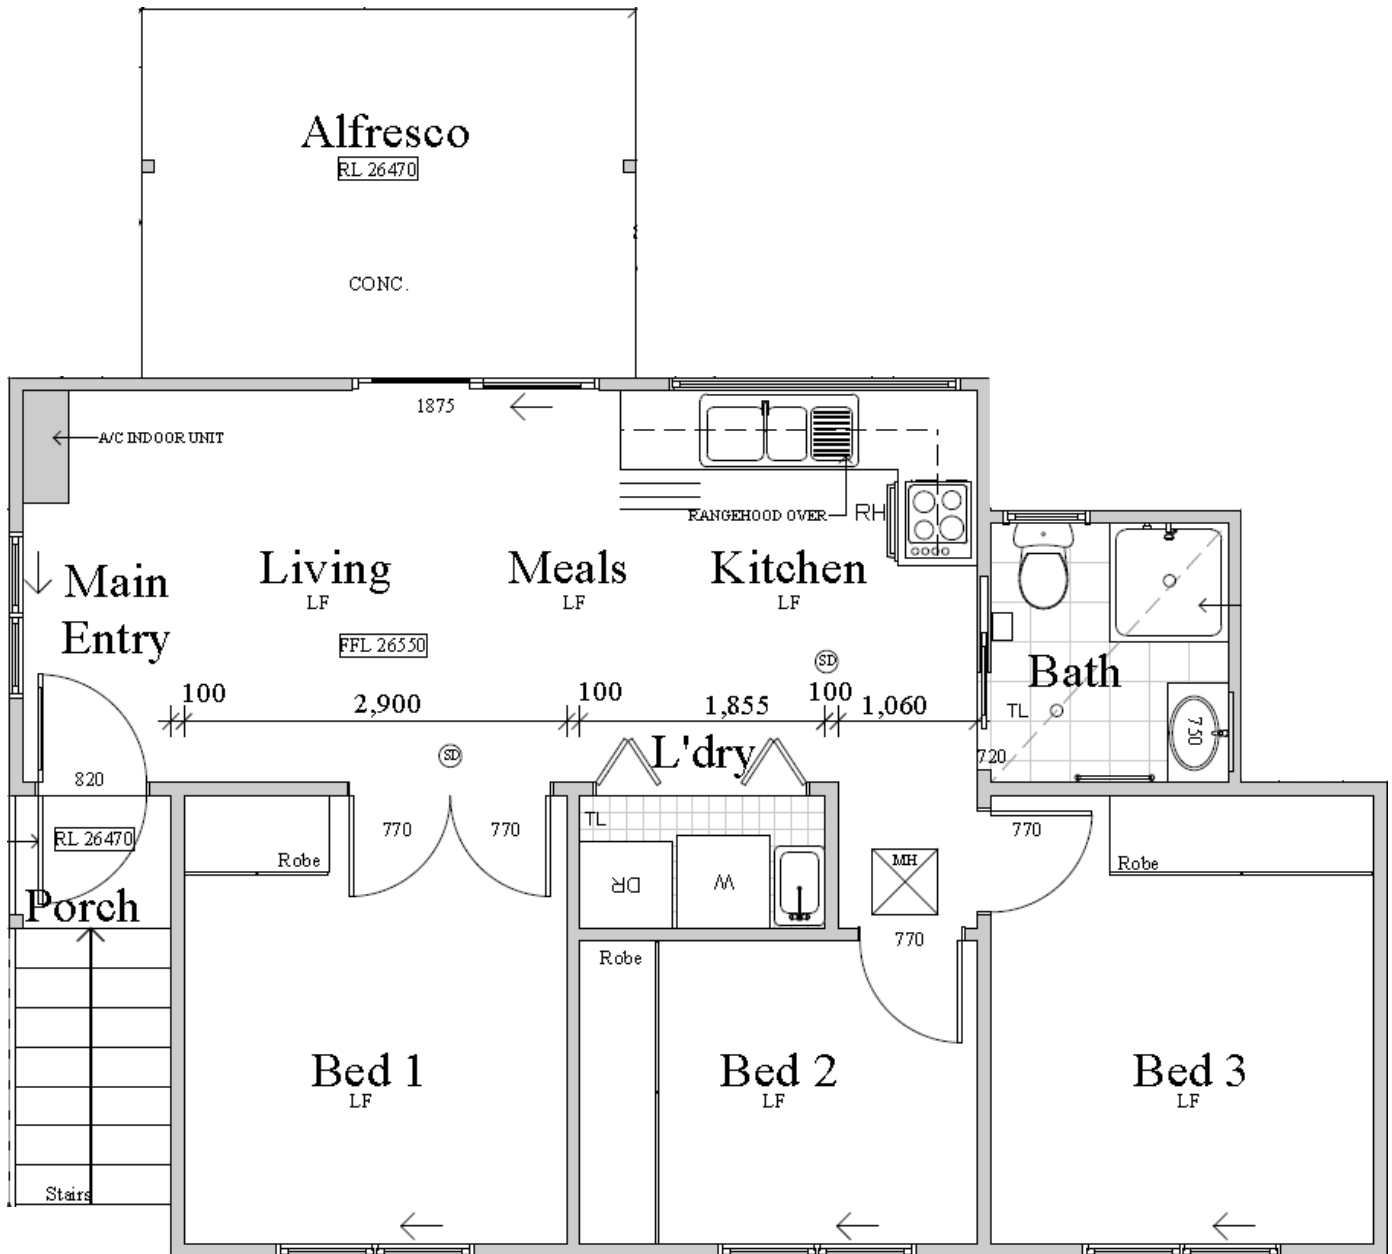 Alfresco
RL 26470
CONC.
1875
A/C INDOOR UNIT
RANGEHOOD OVER
RH
Main
Entry
Living
LF
Meals
LF
Kitchen
LF
FFL 26550
SD
Bath
TL
750
720
100
2,900
100
1,855
100
1,060
SD
L'dry
820
RL 26470
Porch
Stairs
Robe
770
770
TL
DR
W
MH
770
770
Robe
Robe
Bed 1
LF
Bed 2
LF
Bed 3
LF